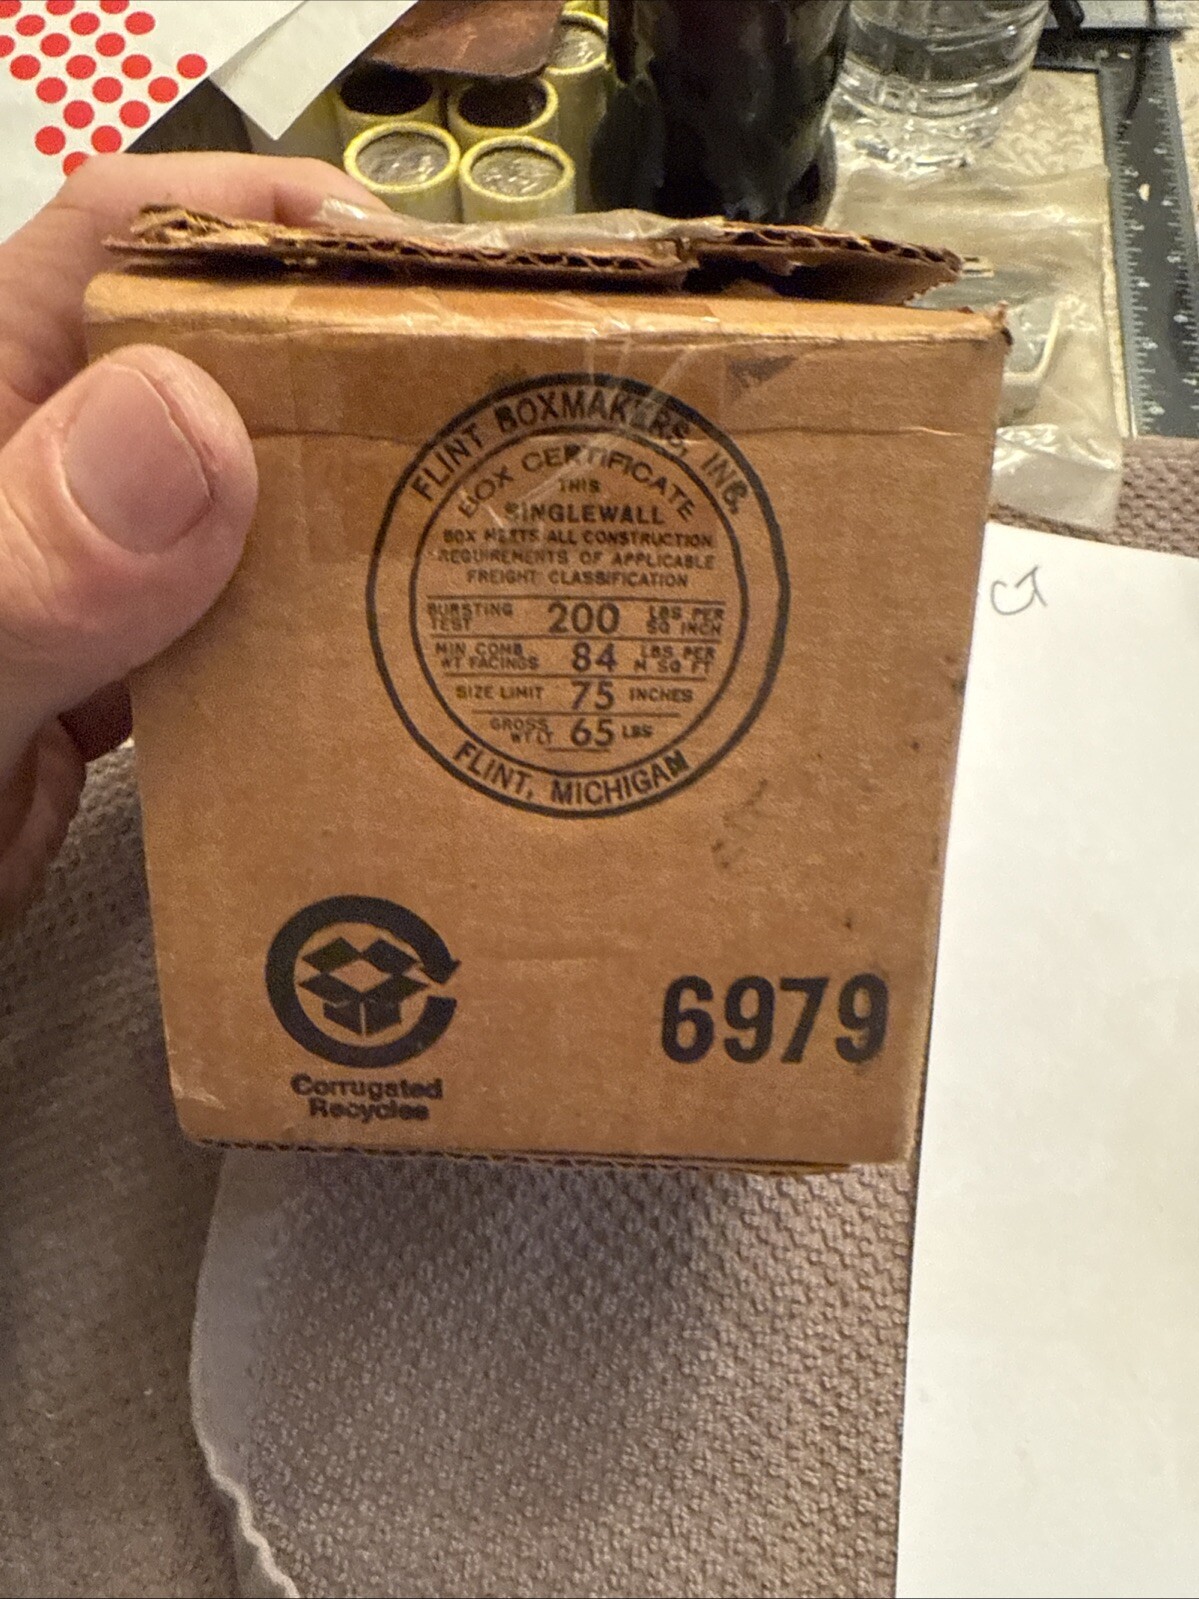 FLINT BOXMAKERS, INC.
BOX CERTIFICATE
THIS
SINGLEWALL
BOX MEETS ALL CONSTRUCTION
REQUIREMENTS OF APPLICABLE
FREIGHT CLASSIFICATION
BURSTING TEST 200 LBS PER SQ INCH
MIN COMB WT FACINGS 84 LBS PER M SQ FT
SIZE LIMIT 75 INCHES
GROSS WT LT 65 LBS
FLINT, MICHIGAN
Corrugated
Recycles
6979